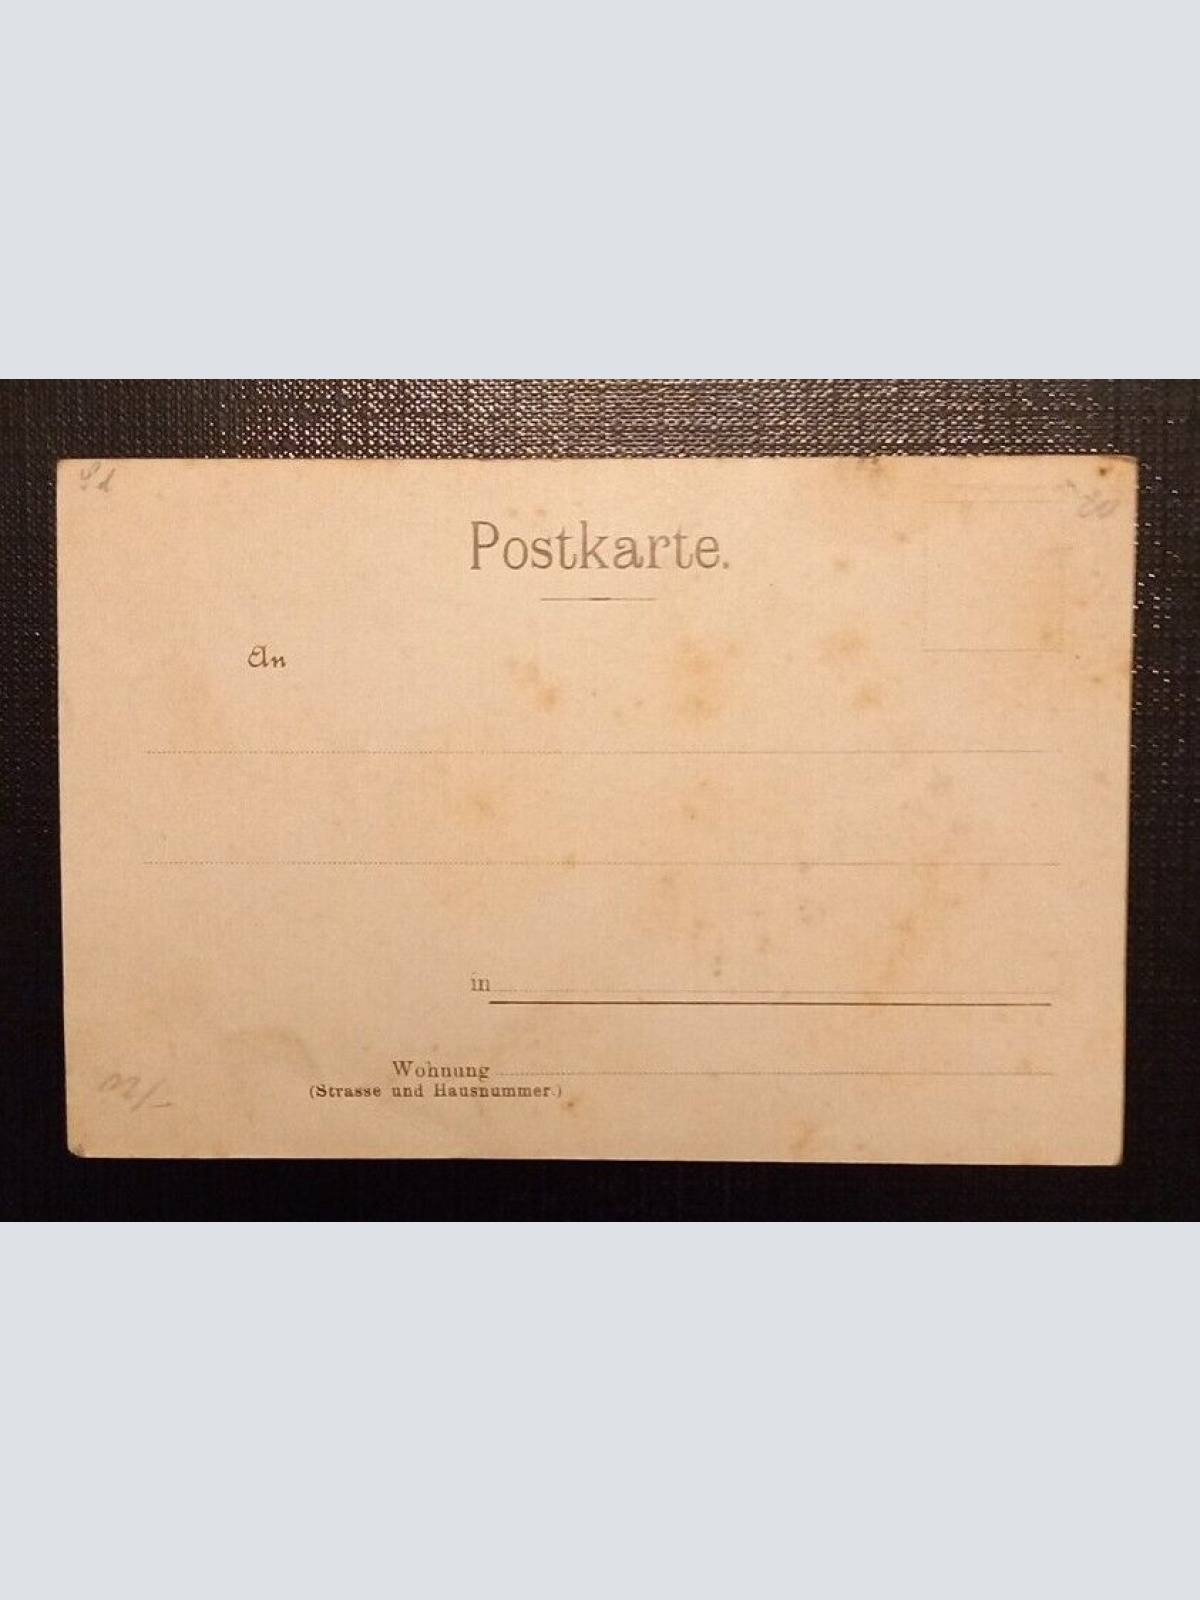 Postkarte.
An
in
Wohnung
(Strasse und Hausnummer.)